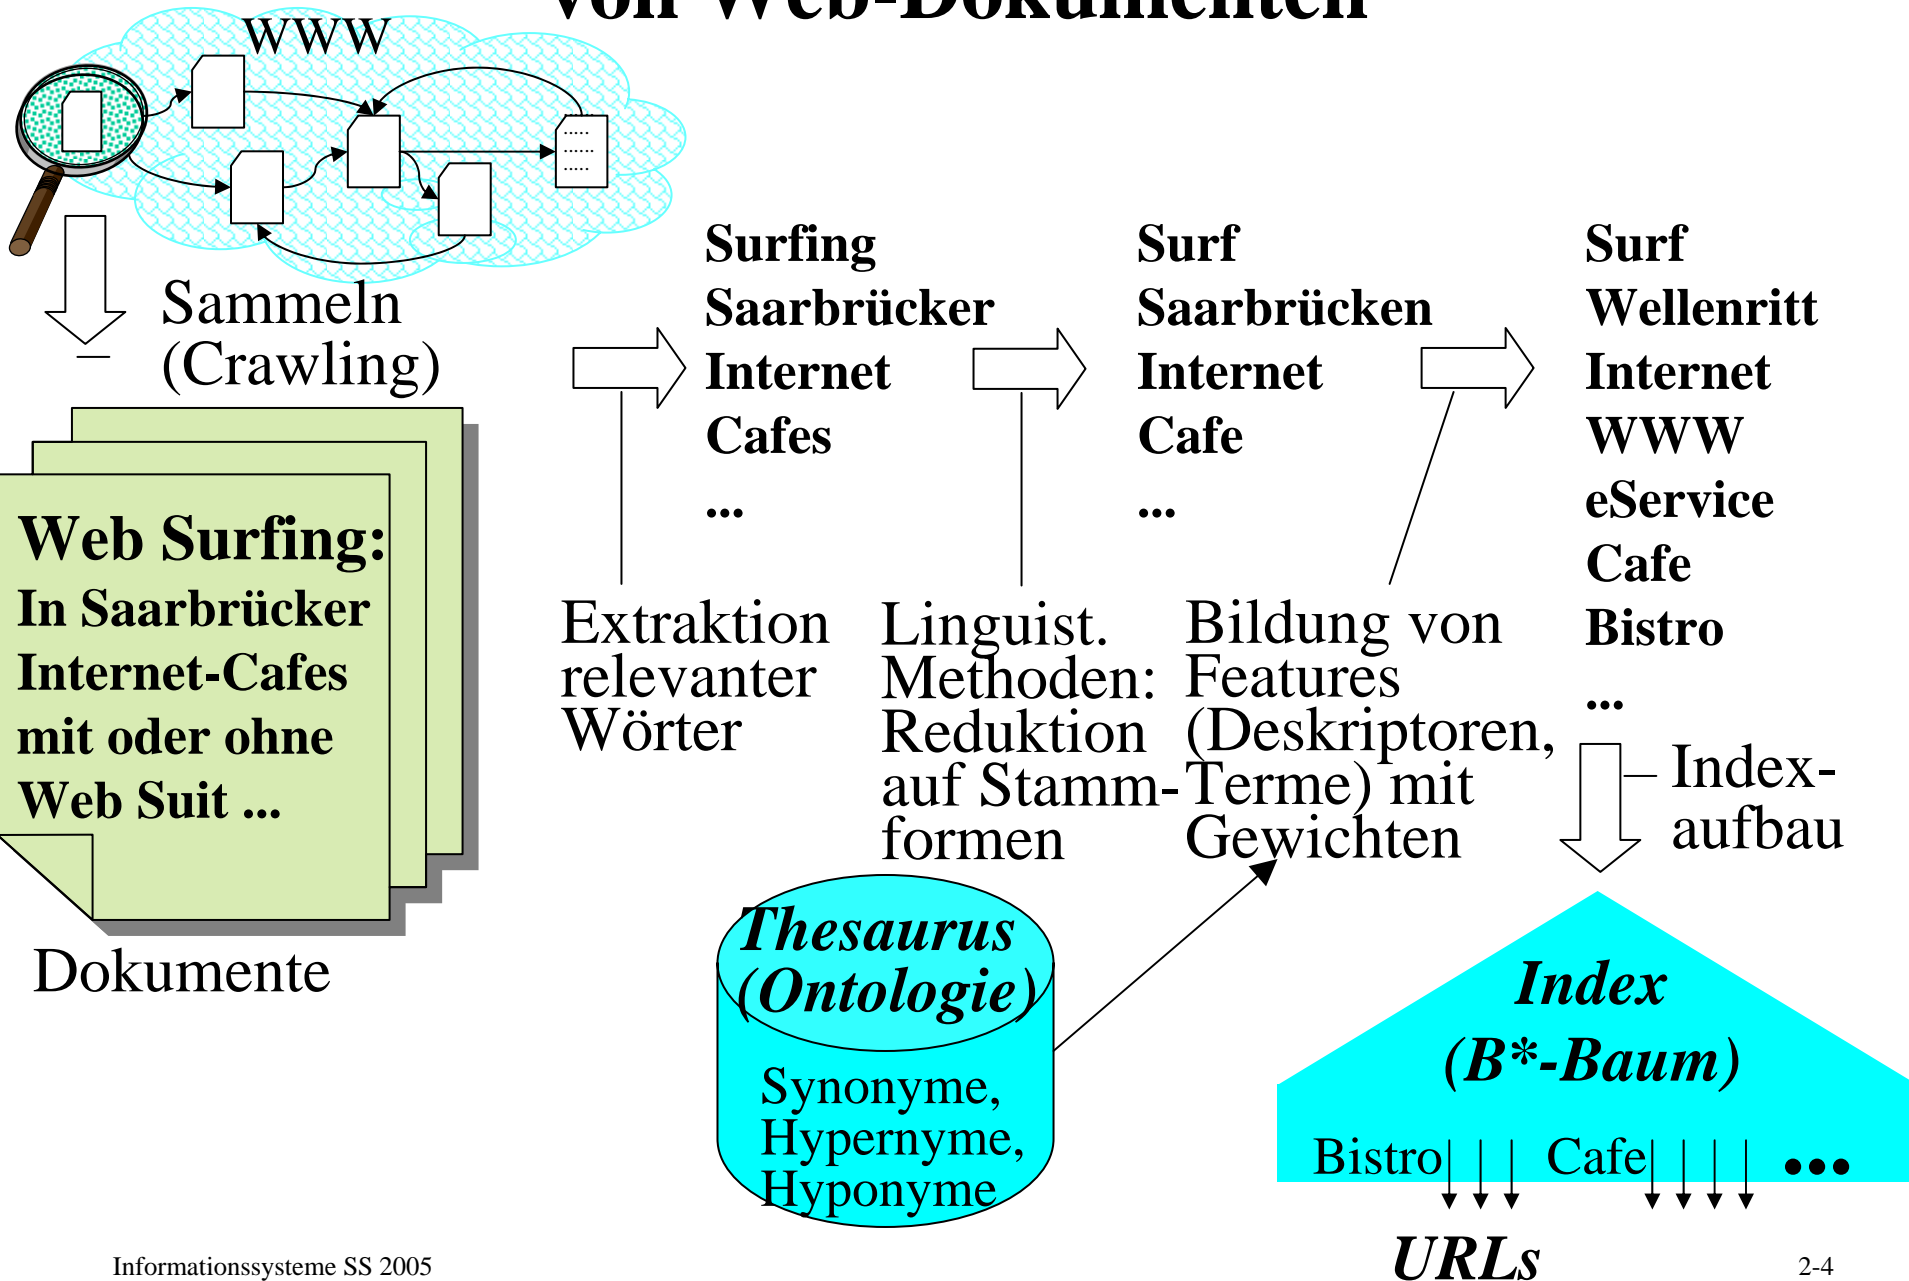 von Web-Dokumenten
WWW
.....
.....
......
.....
Sammeln
(Crawling)
Web Surfing:
In Saarbrücker
Internet-Cafes
mit oder ohne
Web Suit ...
Dokumente
Surfing
Saarbrücker
Internet
Cafes
...
Extraktion
relevanter
Wörter
Surf
Saarbrücken
Internet
Cafe
...
Linguist.
Methoden:
Reduktion
auf Stamm-
formen
Surf
Wellenritt
Internet
WWW
eService
Cafe
Bistro
...
Bildung von
Features
(Deskriptoren,
Terme) mit
Gewichten
Index-
aufbau
Thesaurus
(Ontologie)
Synonyme,
Hypernyme,
Hyponyme
Index
(B*-Baum)
Bistro Cafe ...
URLs
Informationssysteme SS 2005
2-4